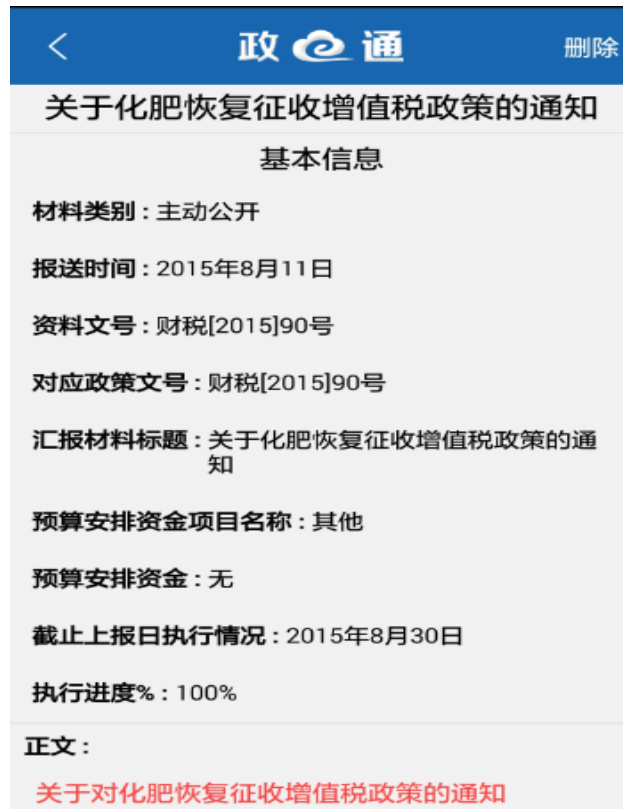 政e通 删除
关于化肥恢复征收增值税政策的通知
基本信息
材料类别：主动公开
报送时间：2015年8月11日
资料文号：财税[2015]90号
对应政策文号：财税[2015]90号
汇报材料标题：关于化肥恢复征收增值税政策的通
知
预算安排资金项目名称：其他
预算安排资金：无
截止上报日执行情况：2015年8月30日
执行进度%：100%
正文：
关于对化肥恢复征收增值税政策的通知